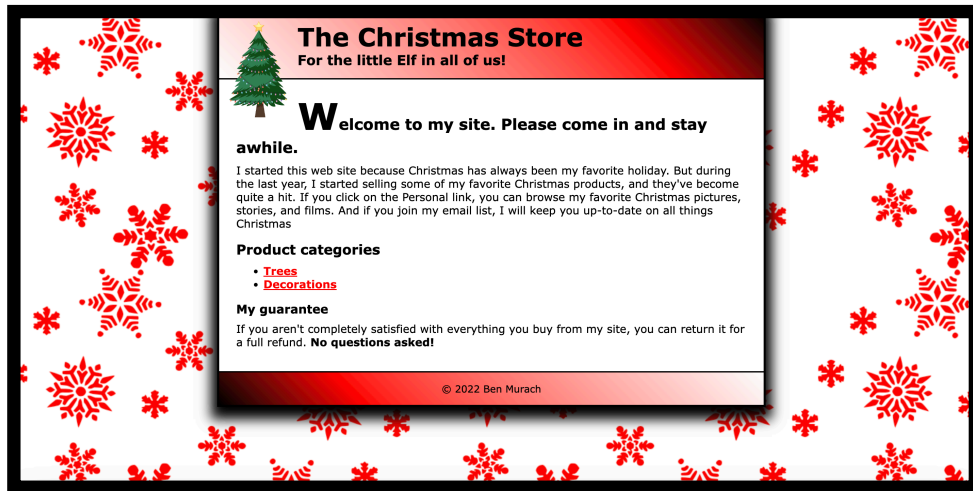 The Christmas Store
For the little Elf in all of us!
Welcome to my site. Please come in and stay
awhile.
I started this web site because Christmas has always been my favorite holiday. But during
the last year, I started selling some of my favorite Christmas products, and they've become
quite a hit. If you click on the Personal link, you can browse my favorite Christmas pictures,
stories, and films. And if you join my email list, I will keep you up-to-date on all things
Christmas
Product categories
• Trees
• Decorations
My guarantee
If you aren't completely satisfied with everything you buy from my site, you can return it for
a full refund. No questions asked!
© 2022 Ben Murach